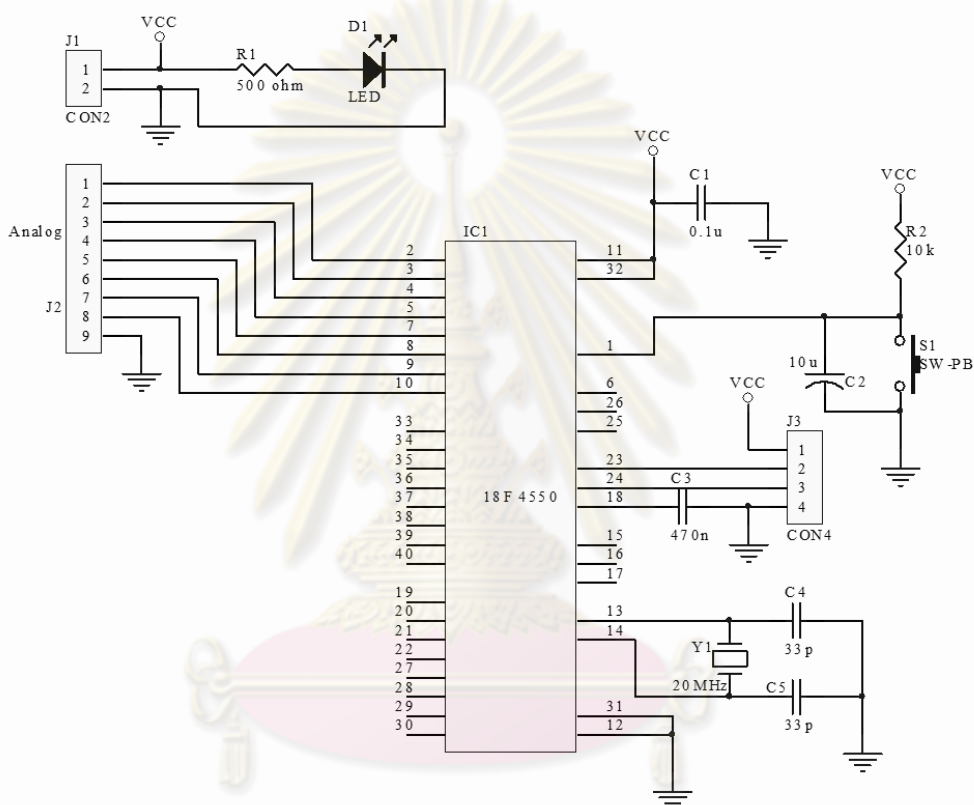 VCC
J1
1
2
CON2
R1
500 ohm
D1
LED
Analog
J2
1
2
3
4
5
6
7
8
9
IC1
18F4550
2
3
4
5
7
8
9
10
33
34
35
36
37
38
39
40
19
20
21
22
27
28
29
30
11
32
1
6
26
25
23
24
18
15
16
17
13
14
31
12
VCC
C1
0.1u
VCC
R2
10k
S1
SW-PB
10u
C2
VCC
J3
1
2
3
4
CON4
C3
470n
Y1
20MHz
C4
33p
C5
33p